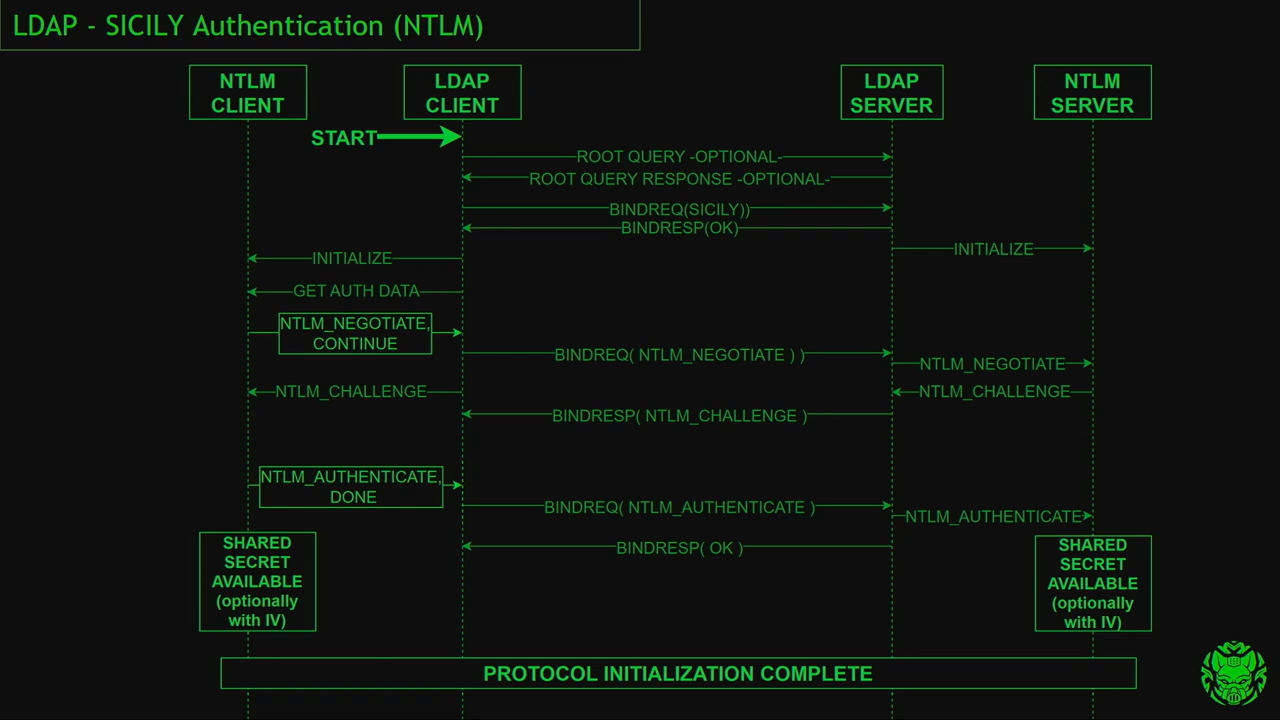 LDAP - SICILY Authentication (NTLM)
NTLM
CLIENT
LDAP
CLIENT
LDAP
SERVER
NTLM
SERVER
START
ROOT QUERY -OPTIONAL-
ROOT QUERY RESPONSE -OPTIONAL-
BINDREQ(SICILY))
BINDRESP(OK)
INITIALIZE
INITIALIZE
GET AUTH DATA
NTLM_NEGOTIATE,
CONTINUE
BINDREQ( NTLM_NEGOTIATE ) )
NTLM_NEGOTIATE
NTLM_CHALLENGE
NTLM_CHALLENGE
BINDRESP( NTLM_CHALLENGE )
NTLM_AUTHENTICATE,
DONE
BINDREQ( NTLM_AUTHENTICATE )
NTLM_AUTHENTICATE
BINDRESP( OK )
SHARED
SECRET
AVAILABLE
(optionally
with IV)
SHARED
SECRET
AVAILABLE
(optionally
with IV)
PROTOCOL INITIALIZATION COMPLETE